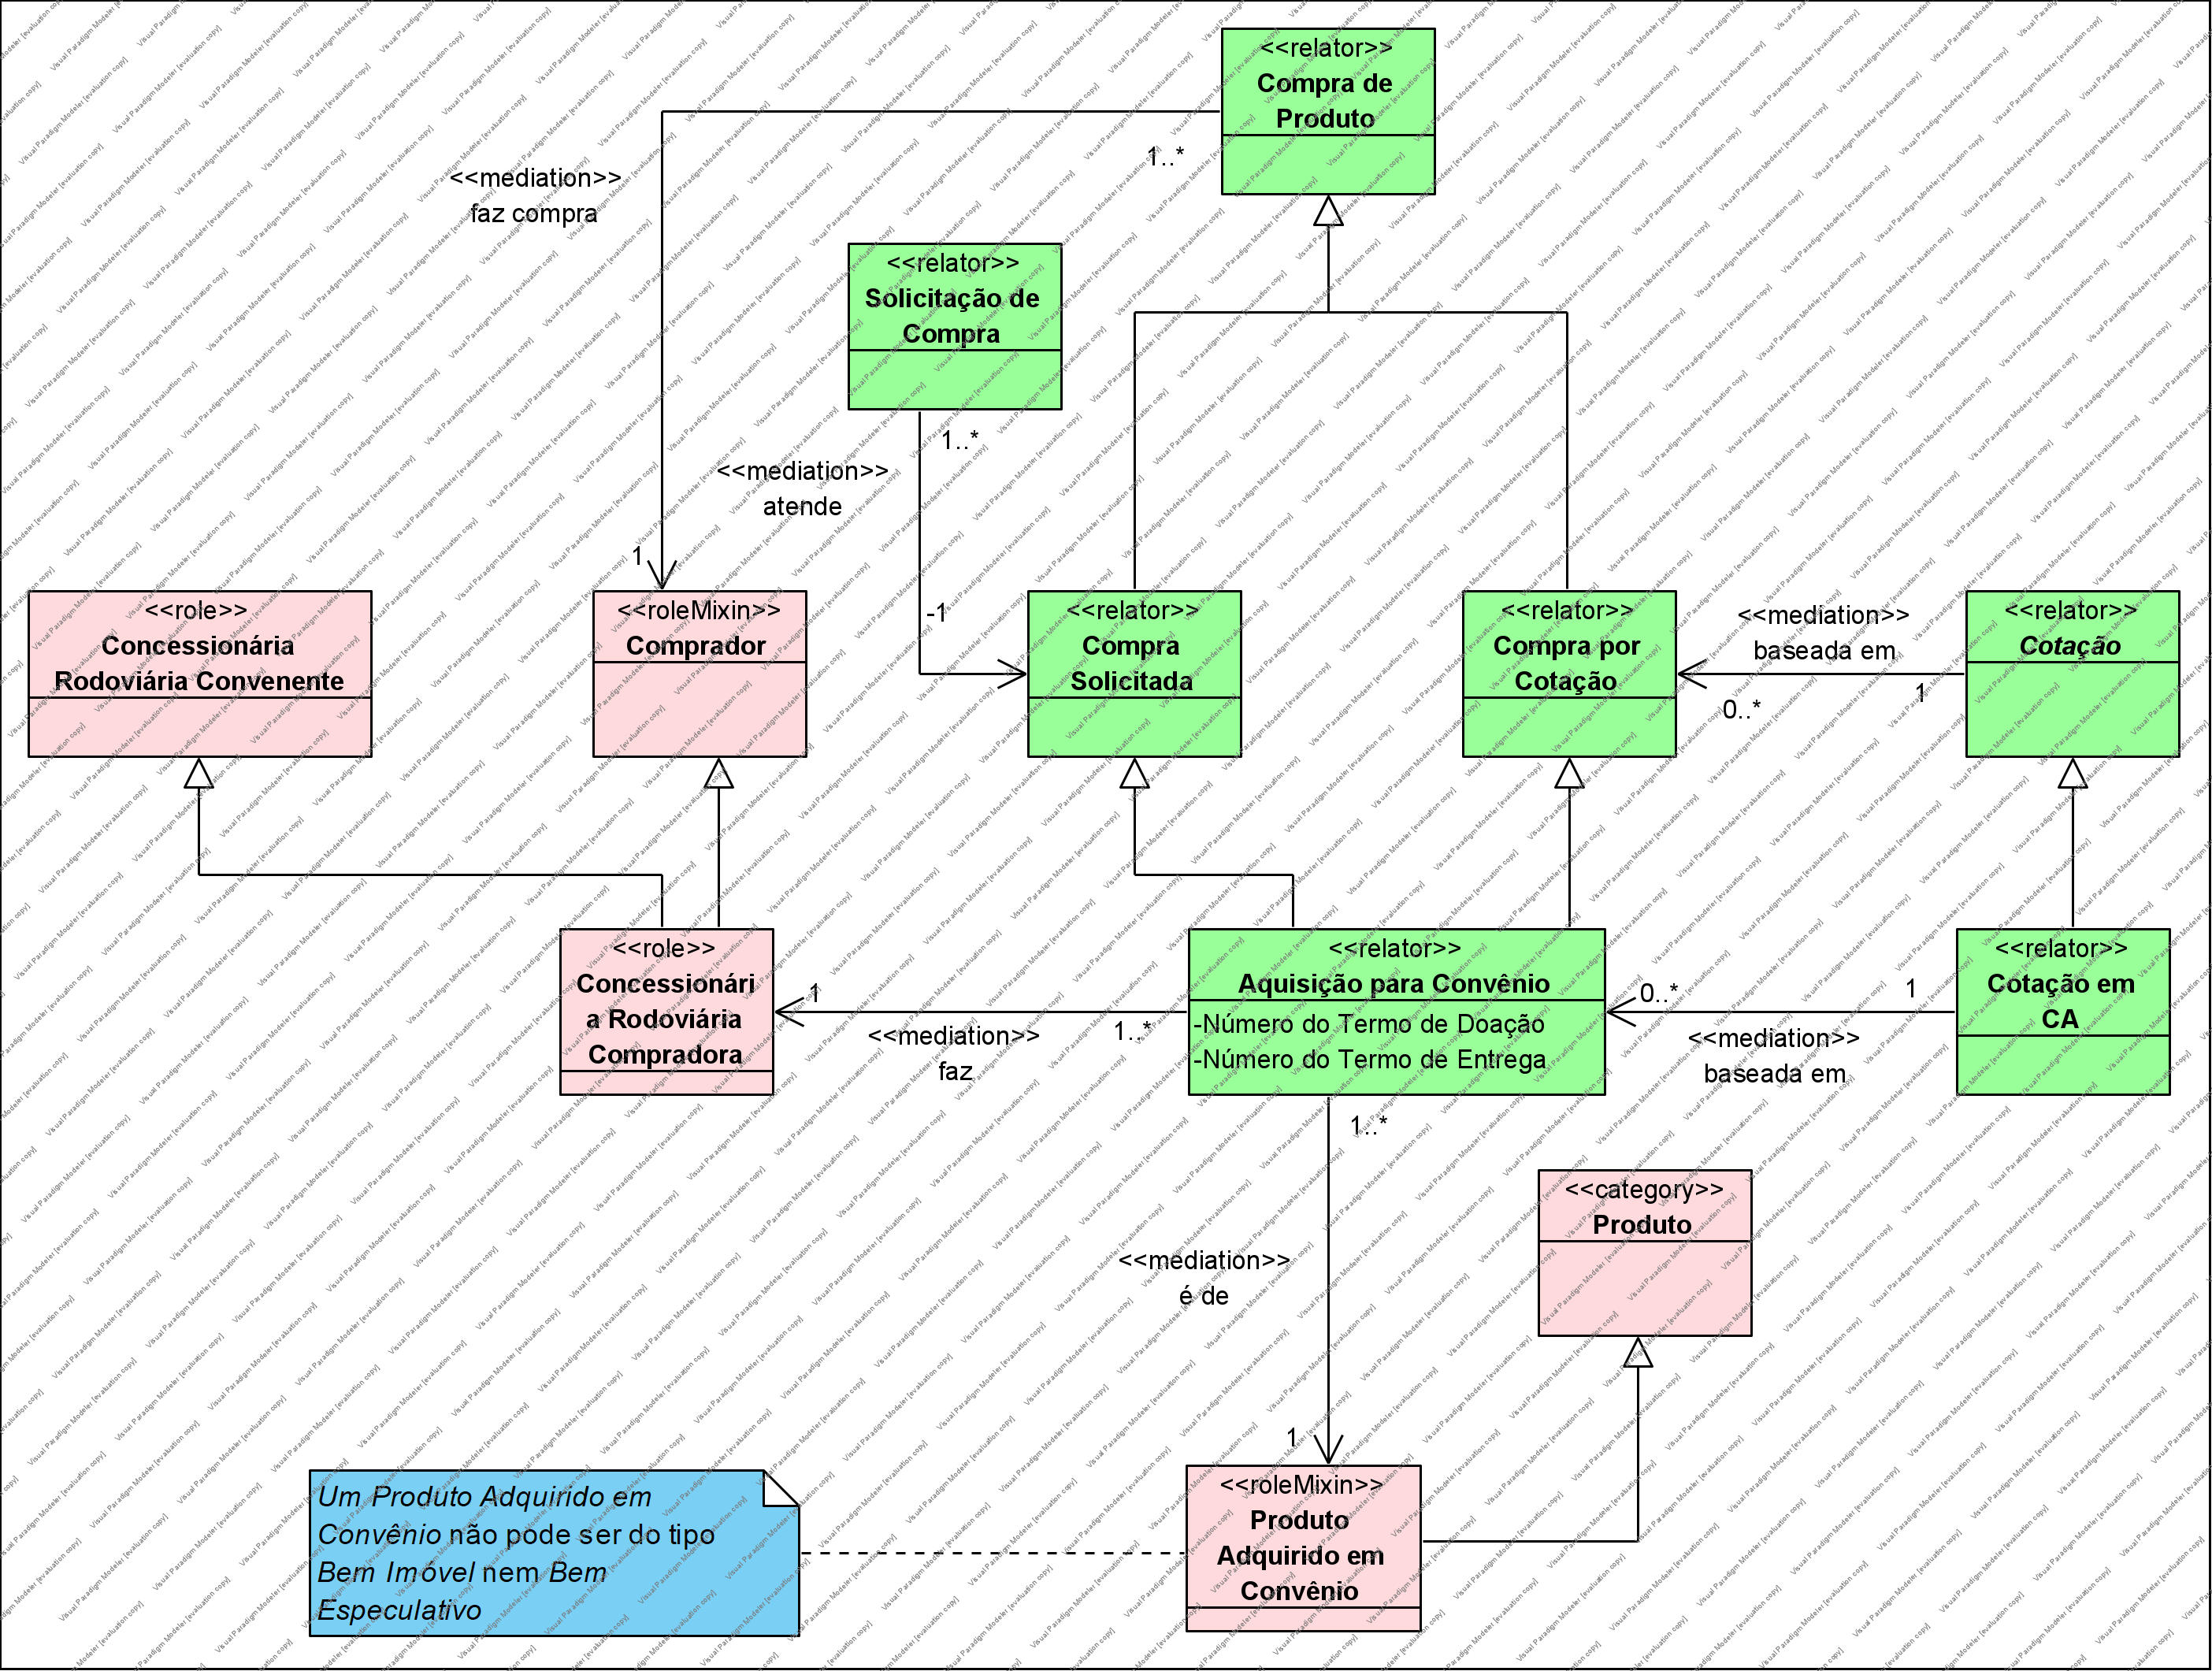 <<relator>>
Compra de
Produto
1..*
<<mediation>>
faz compra
<<relator>>
Solicitação de
Compra
1..*
<<mediation>>
atende
1
-1
<<role>>
Concessionária
Rodoviária Convenente
<<roleMixin>>
Comprador
<<relator>>
Compra
Solicitada
<<relator>>
Compra por
Cotação
<<mediation>>
baseada em
0..*
1
<<relator>>
Cotação
<<role>>
Concessionári
a Rodoviária
Compradora
1
<<mediation>>
faz
1..*
<<relator>>
Aquisição para Convênio
-Número do Termo de Doação
-Número do Termo de Entrega
0..*
1
<<mediation>>
baseada em
<<relator>>
Cotação em
CA
1..*
<<mediation>>
é de
1
<<category>>
Produto
<<roleMixin>>
Produto
Adquirido em
Convênio
Um Produto Adquirido em
Convênio não pode ser do tipo
Bem Imóvel nem Bem
Especulativo
Visual Paradigm Modeler [evaluation copy]